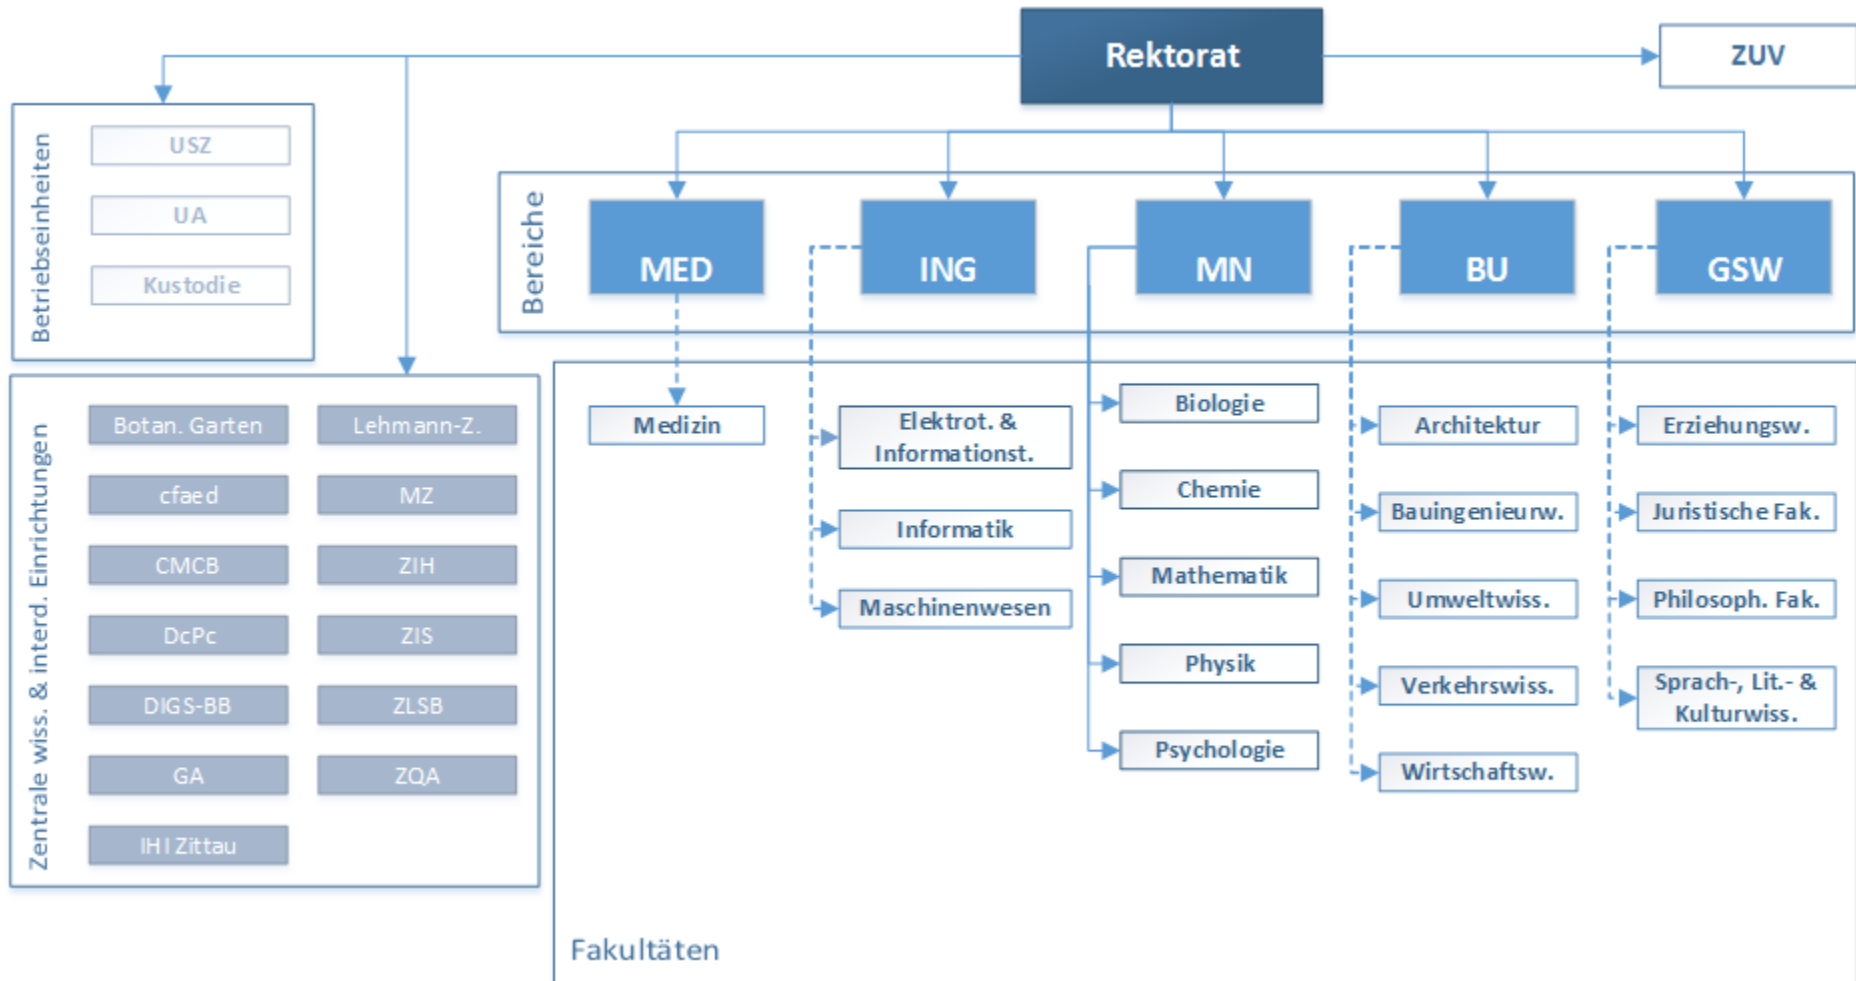 Rektorat
ZUV
Betriebseinheiten
USZ
UA
Kustodie
Bereiche
MED
ING
MN
BU
GSW
Zentrale wiss. & interd. Einrichtungen
Botan. Garten
Lehmann-Z.
cfaed
MZ
CMCB
ZIH
DcPc
ZIS
DIGS-BB
ZLSB
GA
ZQA
IHI Zittau
Medizin
Elektrot. &
Informationst.
Informatik
Maschinenwesen
Biologie
Chemie
Mathematik
Physik
Psychologie
Architektur
Bauingenieurw.
Umweltwiss.
Verkehrswiss.
Wirtschaftsw.
Erziehungsw.
Juristische Fak.
Philosoph. Fak.
Sprach-, Lit.- &
Kulturwiss.
Fakultäten